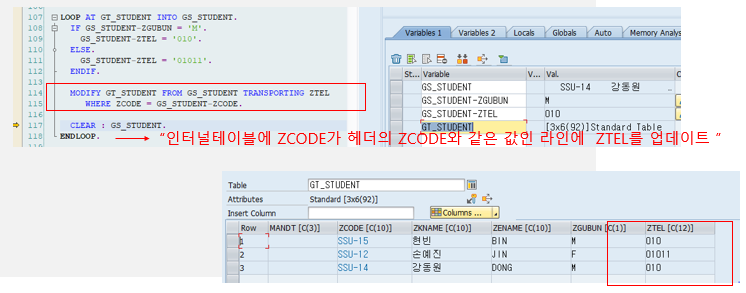 107 LOOP AT GT_STUDENT INTO GS_STUDENT.
108 IF GS_STUDENT-ZGUBUN = 'M'.
109 GS_STUDENT-ZTEL = '010'.
110 ELSE.
111 GS_STUDENT-ZTEL = '01011'.
112 ENDIF.
113
114 MODIFY GT_STUDENT FROM GS_STUDENT TRANSPORTING ZTEL
115 WHERE ZCODE = GS_STUDENT-ZCODE.
116
117 CLEAR : GS_STUDENT.
118 ENDLOOP.
"인터널테이블에 ZCODE가 헤더의 ZCODE와 같은 값인 라인에 ZTEL를 업데이트 "
Variables 1 Variables 2 Locals Globals Auto Memory Analys
St... Variable V... Val.
GS_STUDENT SSU-14 강동원 ...
GS_STUDENT-ZGUBUN M
GS_STUDENT-ZTEL 010
GT_STUDENT [3x6(92)]Standard Table
Table GT_STUDENT
Attributes Standard [3x6(92)]
Insert Column Columns ...
Row MANDT [C(3)] ZCODE [C(10)] ZKNAME [C(10)] ZENAME [C(10)] ZGUBUN [C(1)] ZTEL [C(12)]
1 SSU-15 현빈 BIN M 010
2 SSU-12 손예진 JIN F 01011
3 SSU-14 강동원 DONG M 010